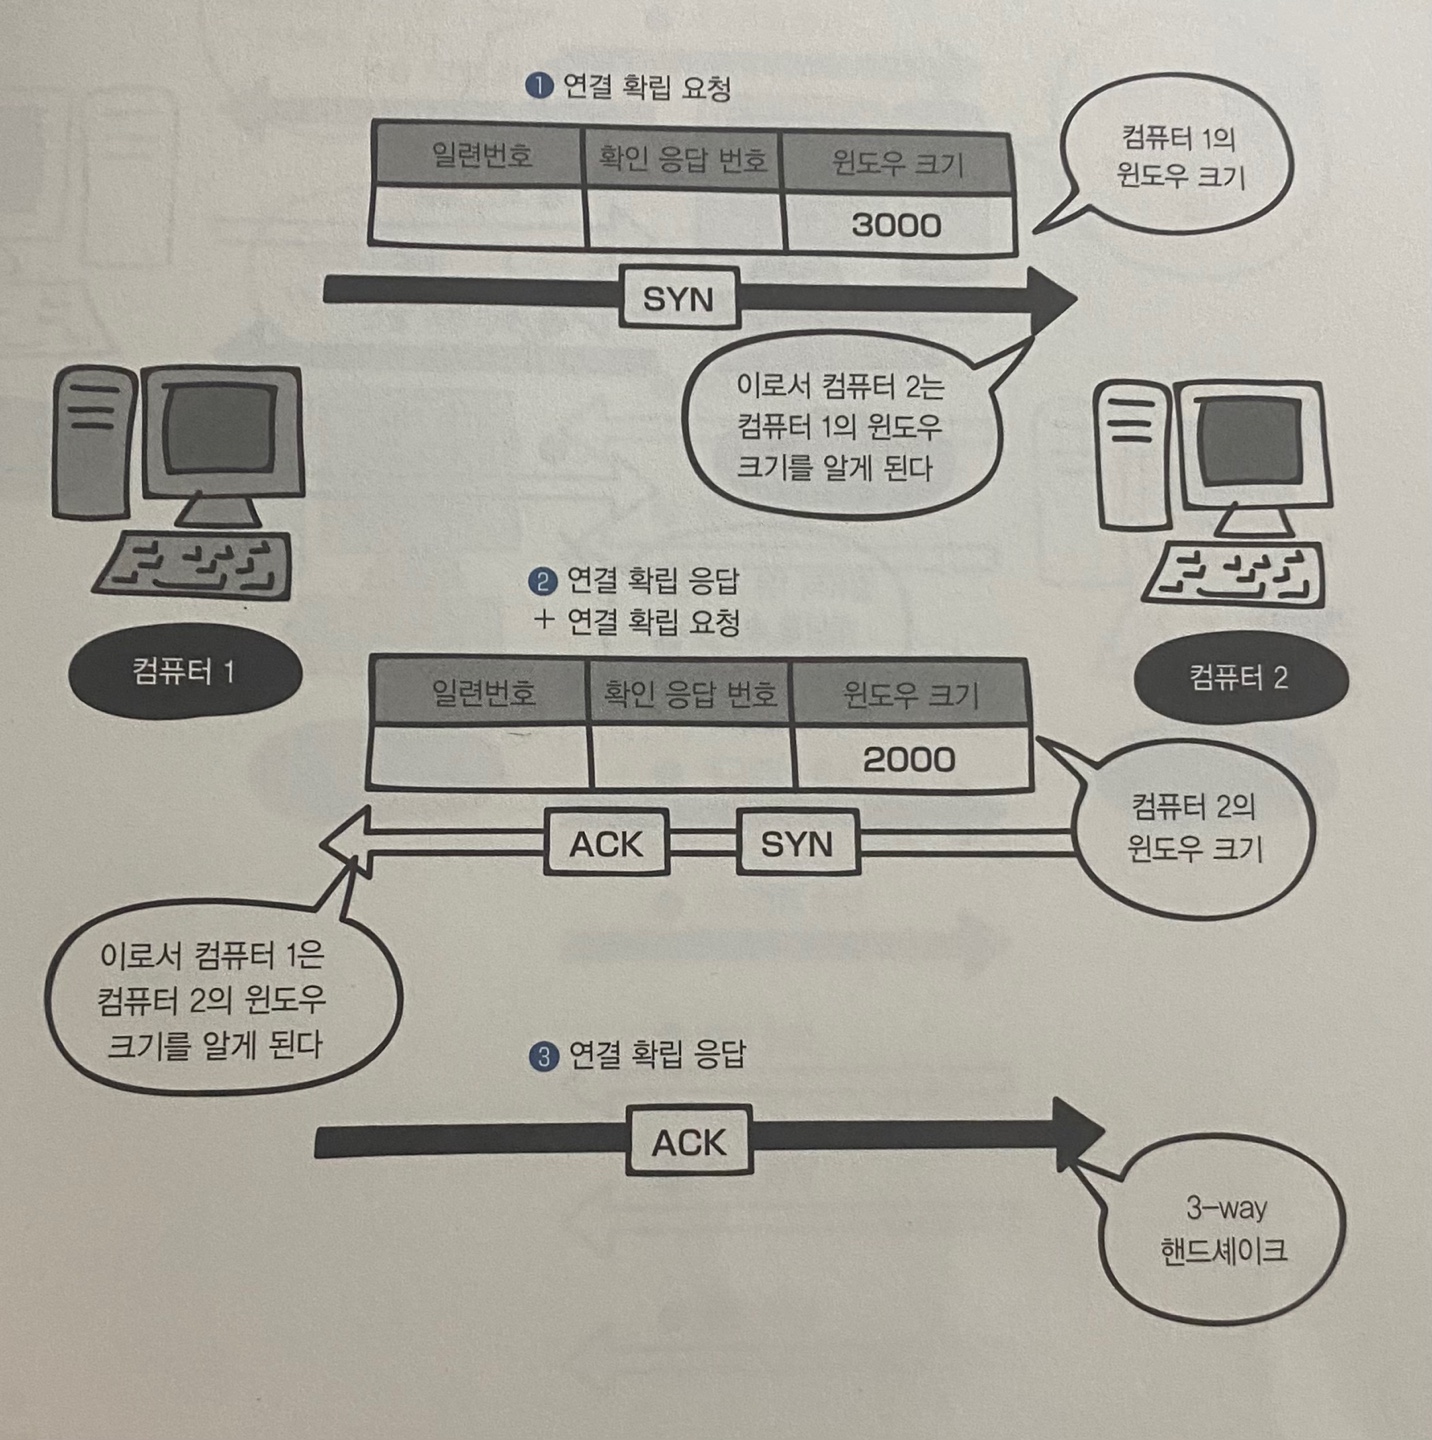 ❶ 연결 확립 요청
일련번호 확인 응답 번호 윈도우 크기
3000
컴퓨터 1의
윈도우 크기
SYN
이로서 컴퓨터 2는
컴퓨터 1의 윈도우
크기를 알게 된다
컴퓨터 1
컴퓨터 2
❷ 연결 확립 응답
+ 연결 확립 요청
일련번호 확인 응답 번호 윈도우 크기
2000
컴퓨터 2의
윈도우 크기
ACK SYN
이로서 컴퓨터 1은
컴퓨터 2의 윈도우
크기를 알게 된다
❸ 연결 확립 응답
ACK
3-way
핸드셰이크